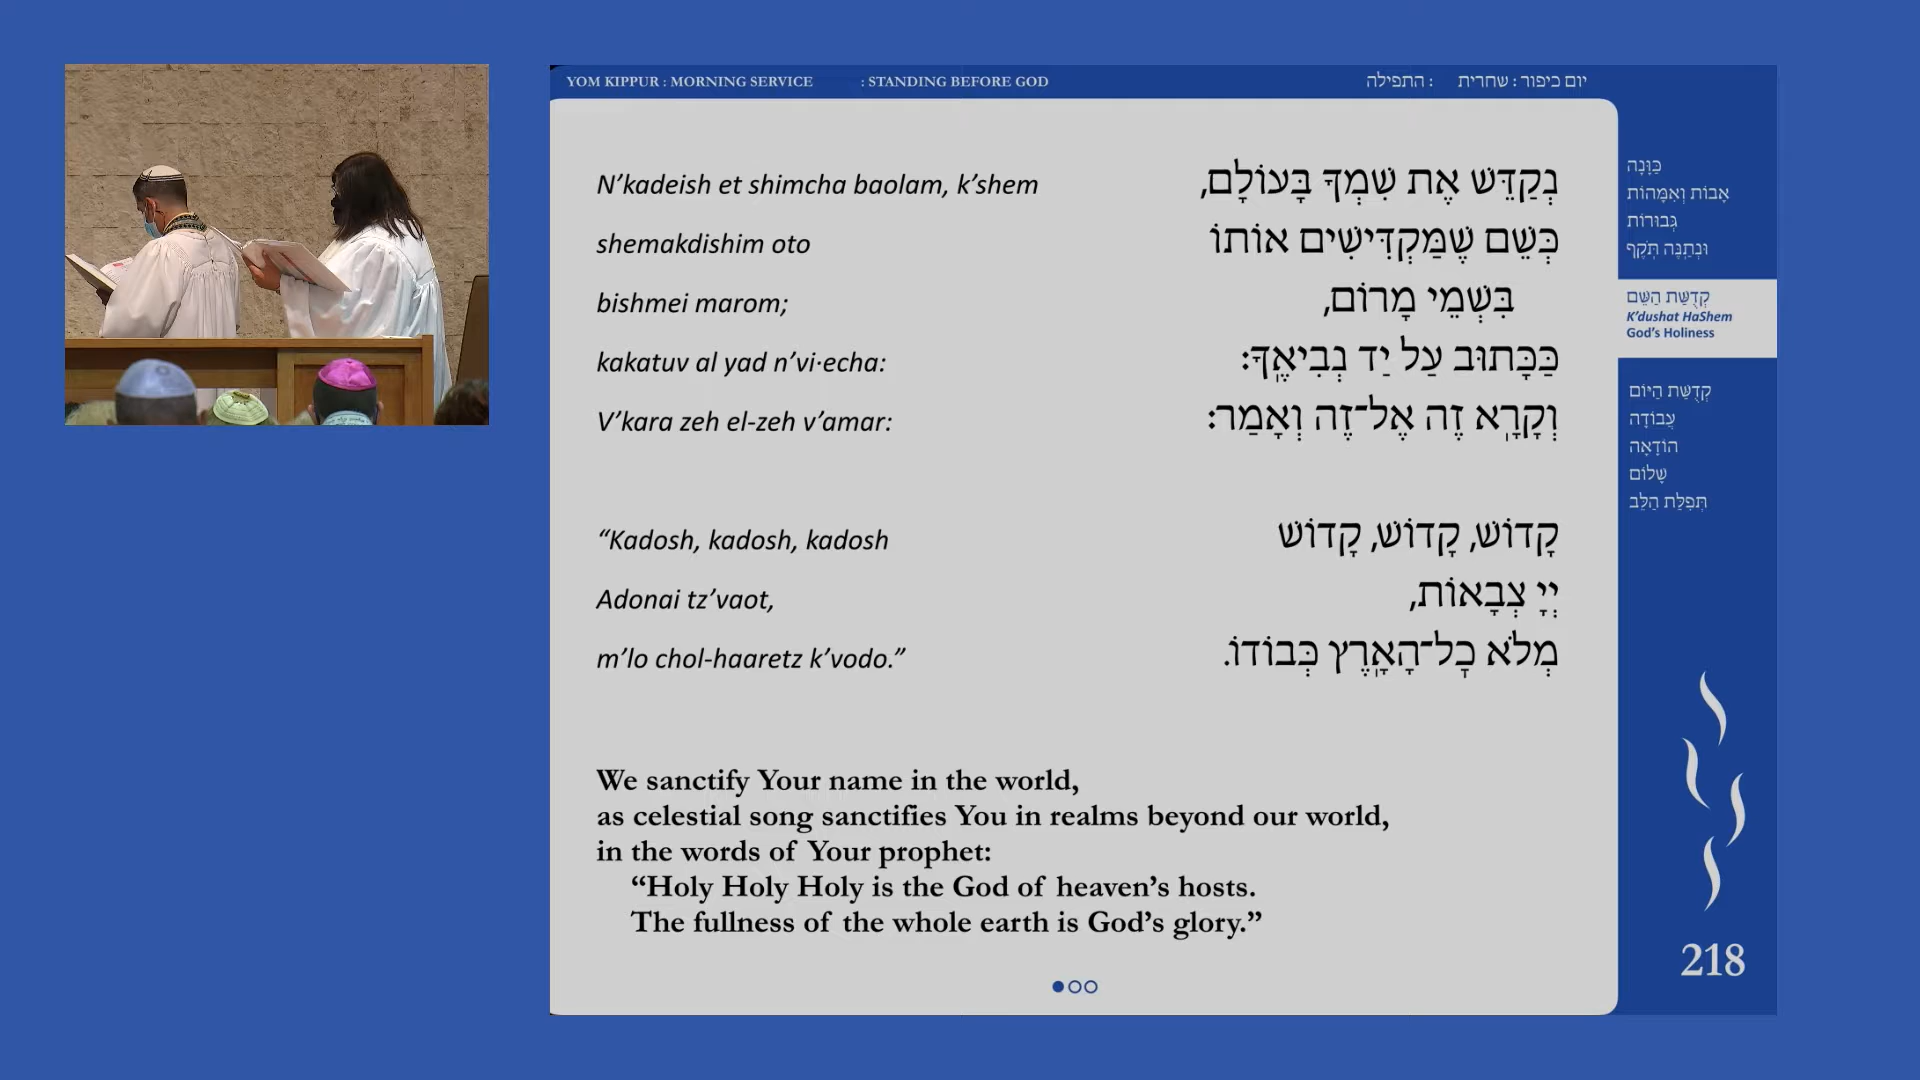 YOM KIPPUR : MORNING SERVICE : STANDING BEFORE GOD
יום כיפור : שחרית : התפילה
N’kadeish et shimcha baolam, k’shem
shemakdishim oto
bishmei marom;
kakatuv al yad n’vi·echa:
V’kara zeh el-zeh v’amar:
“Kadosh, kadosh, kadosh
Adonai tz’vaot,
m’lo chol-haaretz k’vodo.”
נְקַדֵּשׁ אֶת שִׁמְךָ בָּעוֹלָם,
כְּשֵׁם שֶׁמַּקְדִּישִׁים אוֹתוֹ
בִּשְׁמֵי מָרוֹם,
כַּכָּתוּב עַל יַד נְבִיאֶֽךָ:
וְקָרָֽא זֶה אֶל־זֶה וְאָמַר:
קָדוֹשׁ, קָדוֹשׁ, קָדוֹשׁ
יְיָ צְבָאוֹת,
מְלֹא כׇל־הָאָֽרֶץ כְּבוֹדוֹ.
We sanctify Your name in the world,
as celestial song sanctifies You in realms beyond our world,
in the words of Your prophet:
“Holy Holy Holy is the God of heaven’s hosts.
The fullness of the whole earth is God’s glory.”
כַּוָּנָה
אָבוֹת וְאִמָּהוֹת
גְּבוּרוֹת
וּנְתַנֶּה תֹּֽקֶף
קְדֻשַּׁת הַשֵּׁם
K’dushat HaShem
God’s Holiness
קְדֻשַּׁת הַיּוֹם
עֲבוֹדָה
הוֹדָאָה
שָׁלוֹם
תְּפִלַּת הַלֵּב
218